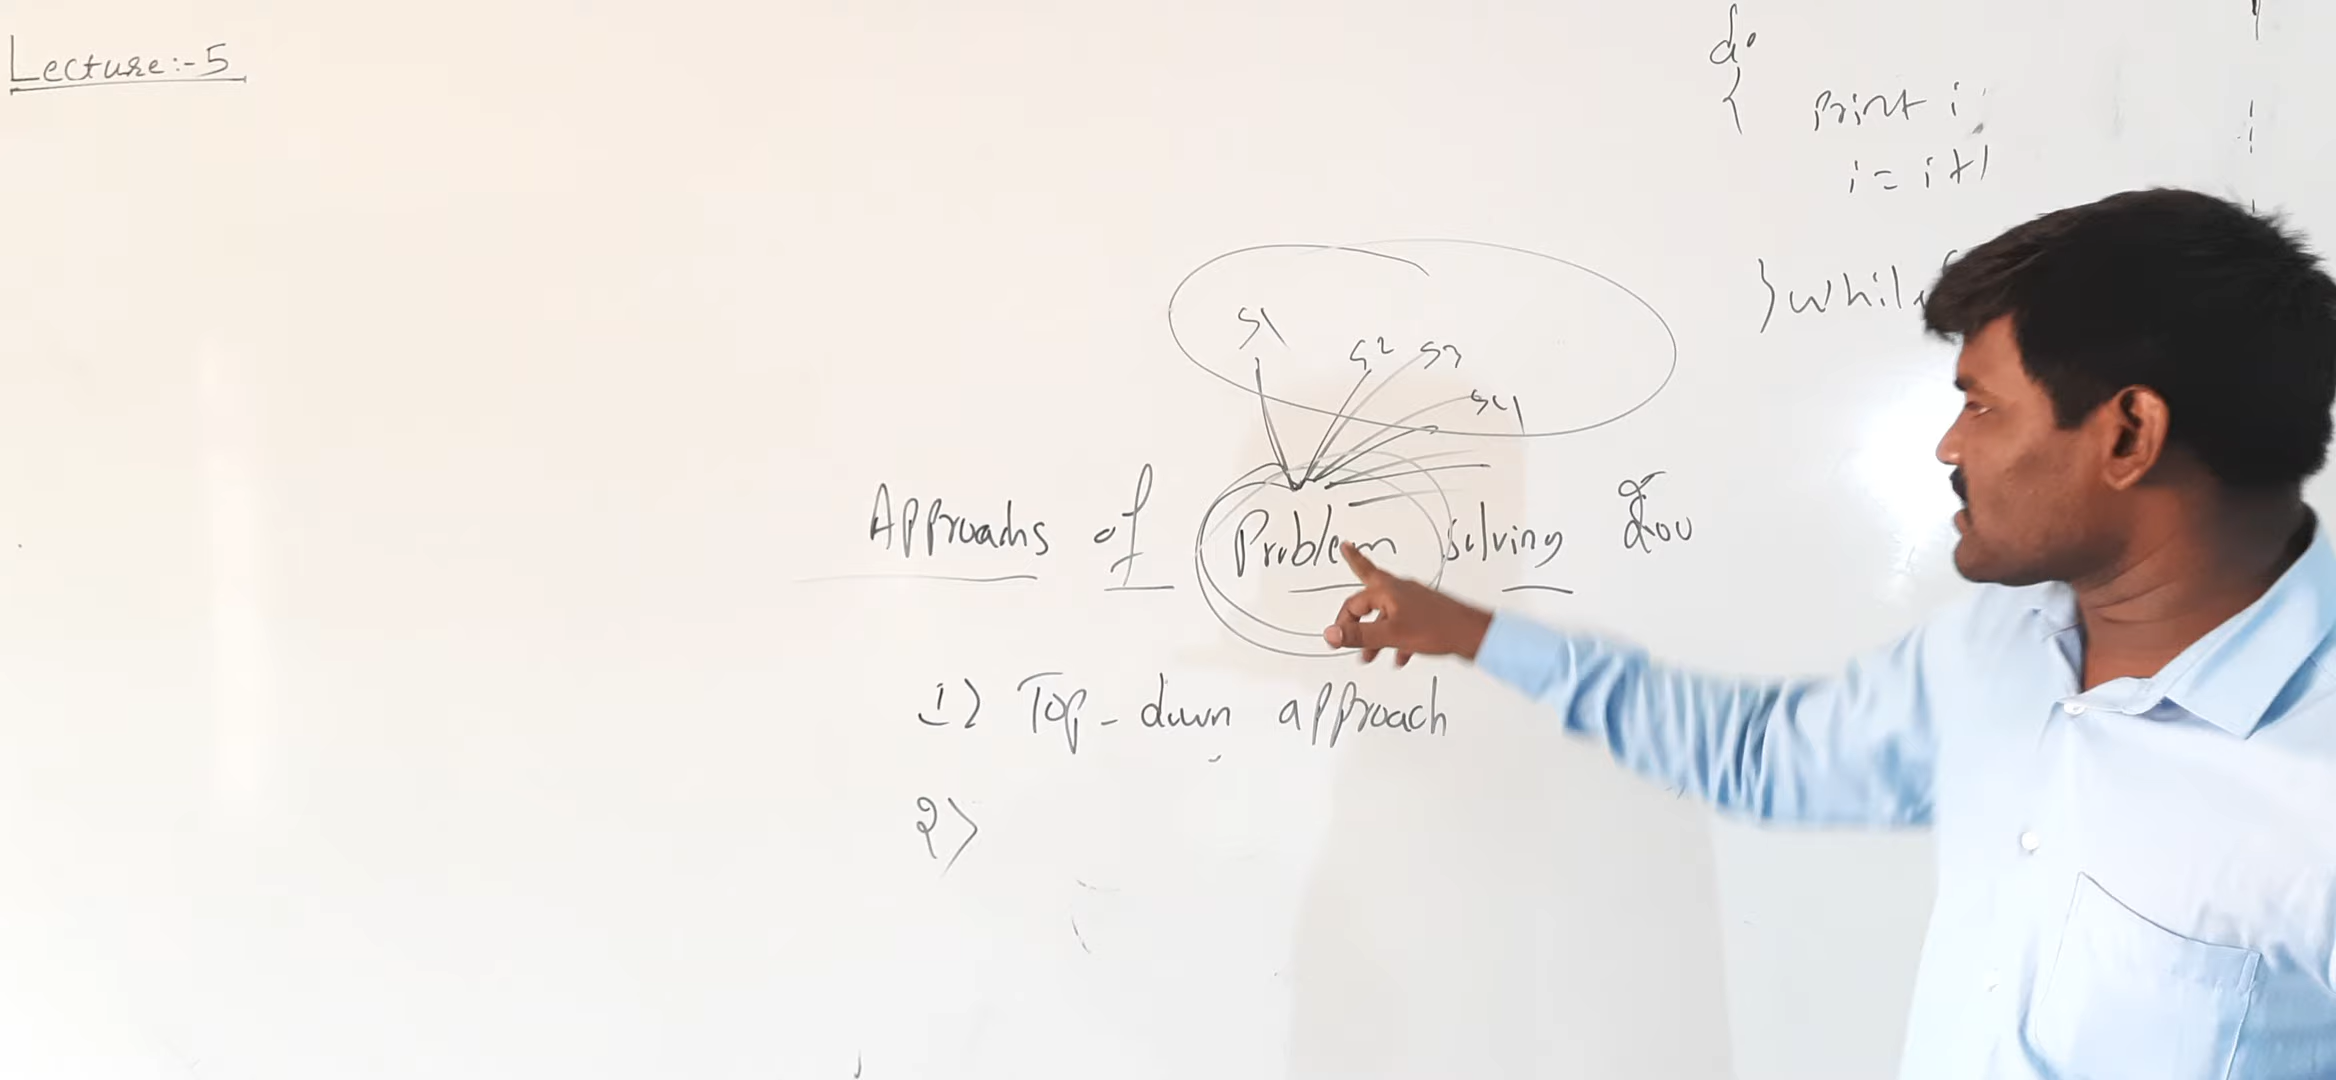 Lecture:-5
do
{
print i;
i = i+1
} while
S1
S2 S3
S4
Approachs of Problem solving
1) Top-down approach
2)